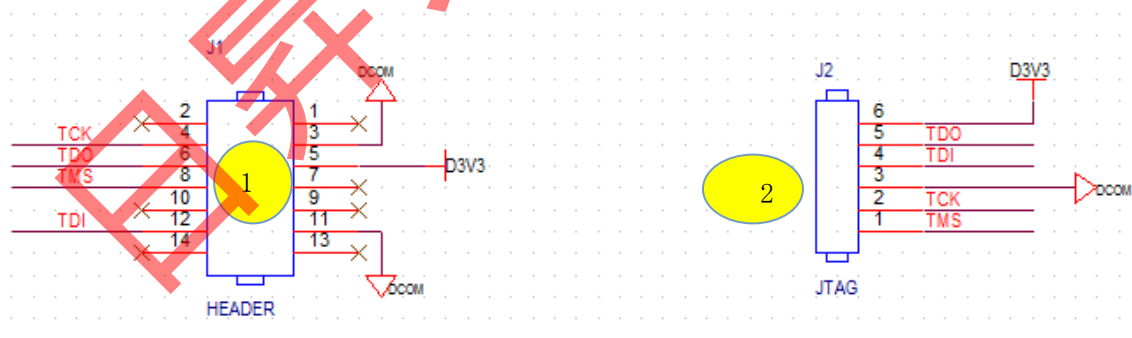 J1
DCOM
2
1
TCK
4
3
TDO
6
5
D3V3
TMS
8
7
1
10
9
TDI
12
11
14
13
DCOM
HEADER
J2
D3V3
6
5
TDO
4
TDI
3
DCOM
2
TCK
1
TMS
2
JTAG